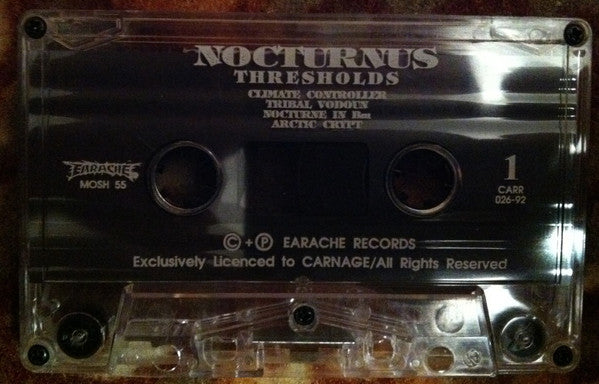 NOCTURNUS
THRESHOLDS
CLIMATE CONTROLLER
TRIBAL VODOUN
NOCTURNE IN Bm
ARCTIC CRYPT
EARACHE
MOSH 55
1
CARR
026-92
© + ℗ EARACHE RECORDS
Exclusively Licenced to CARNAGE/All Rights Reserved